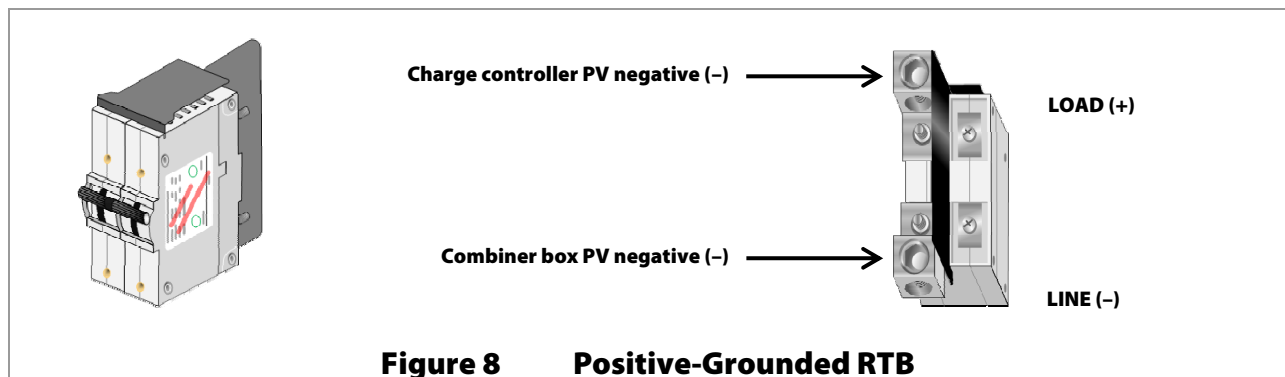 Charge controller PV negative (–)
LOAD (+)
Combiner box PV negative (–)
LINE (–)
Figure 8 Positive-Grounded RTB